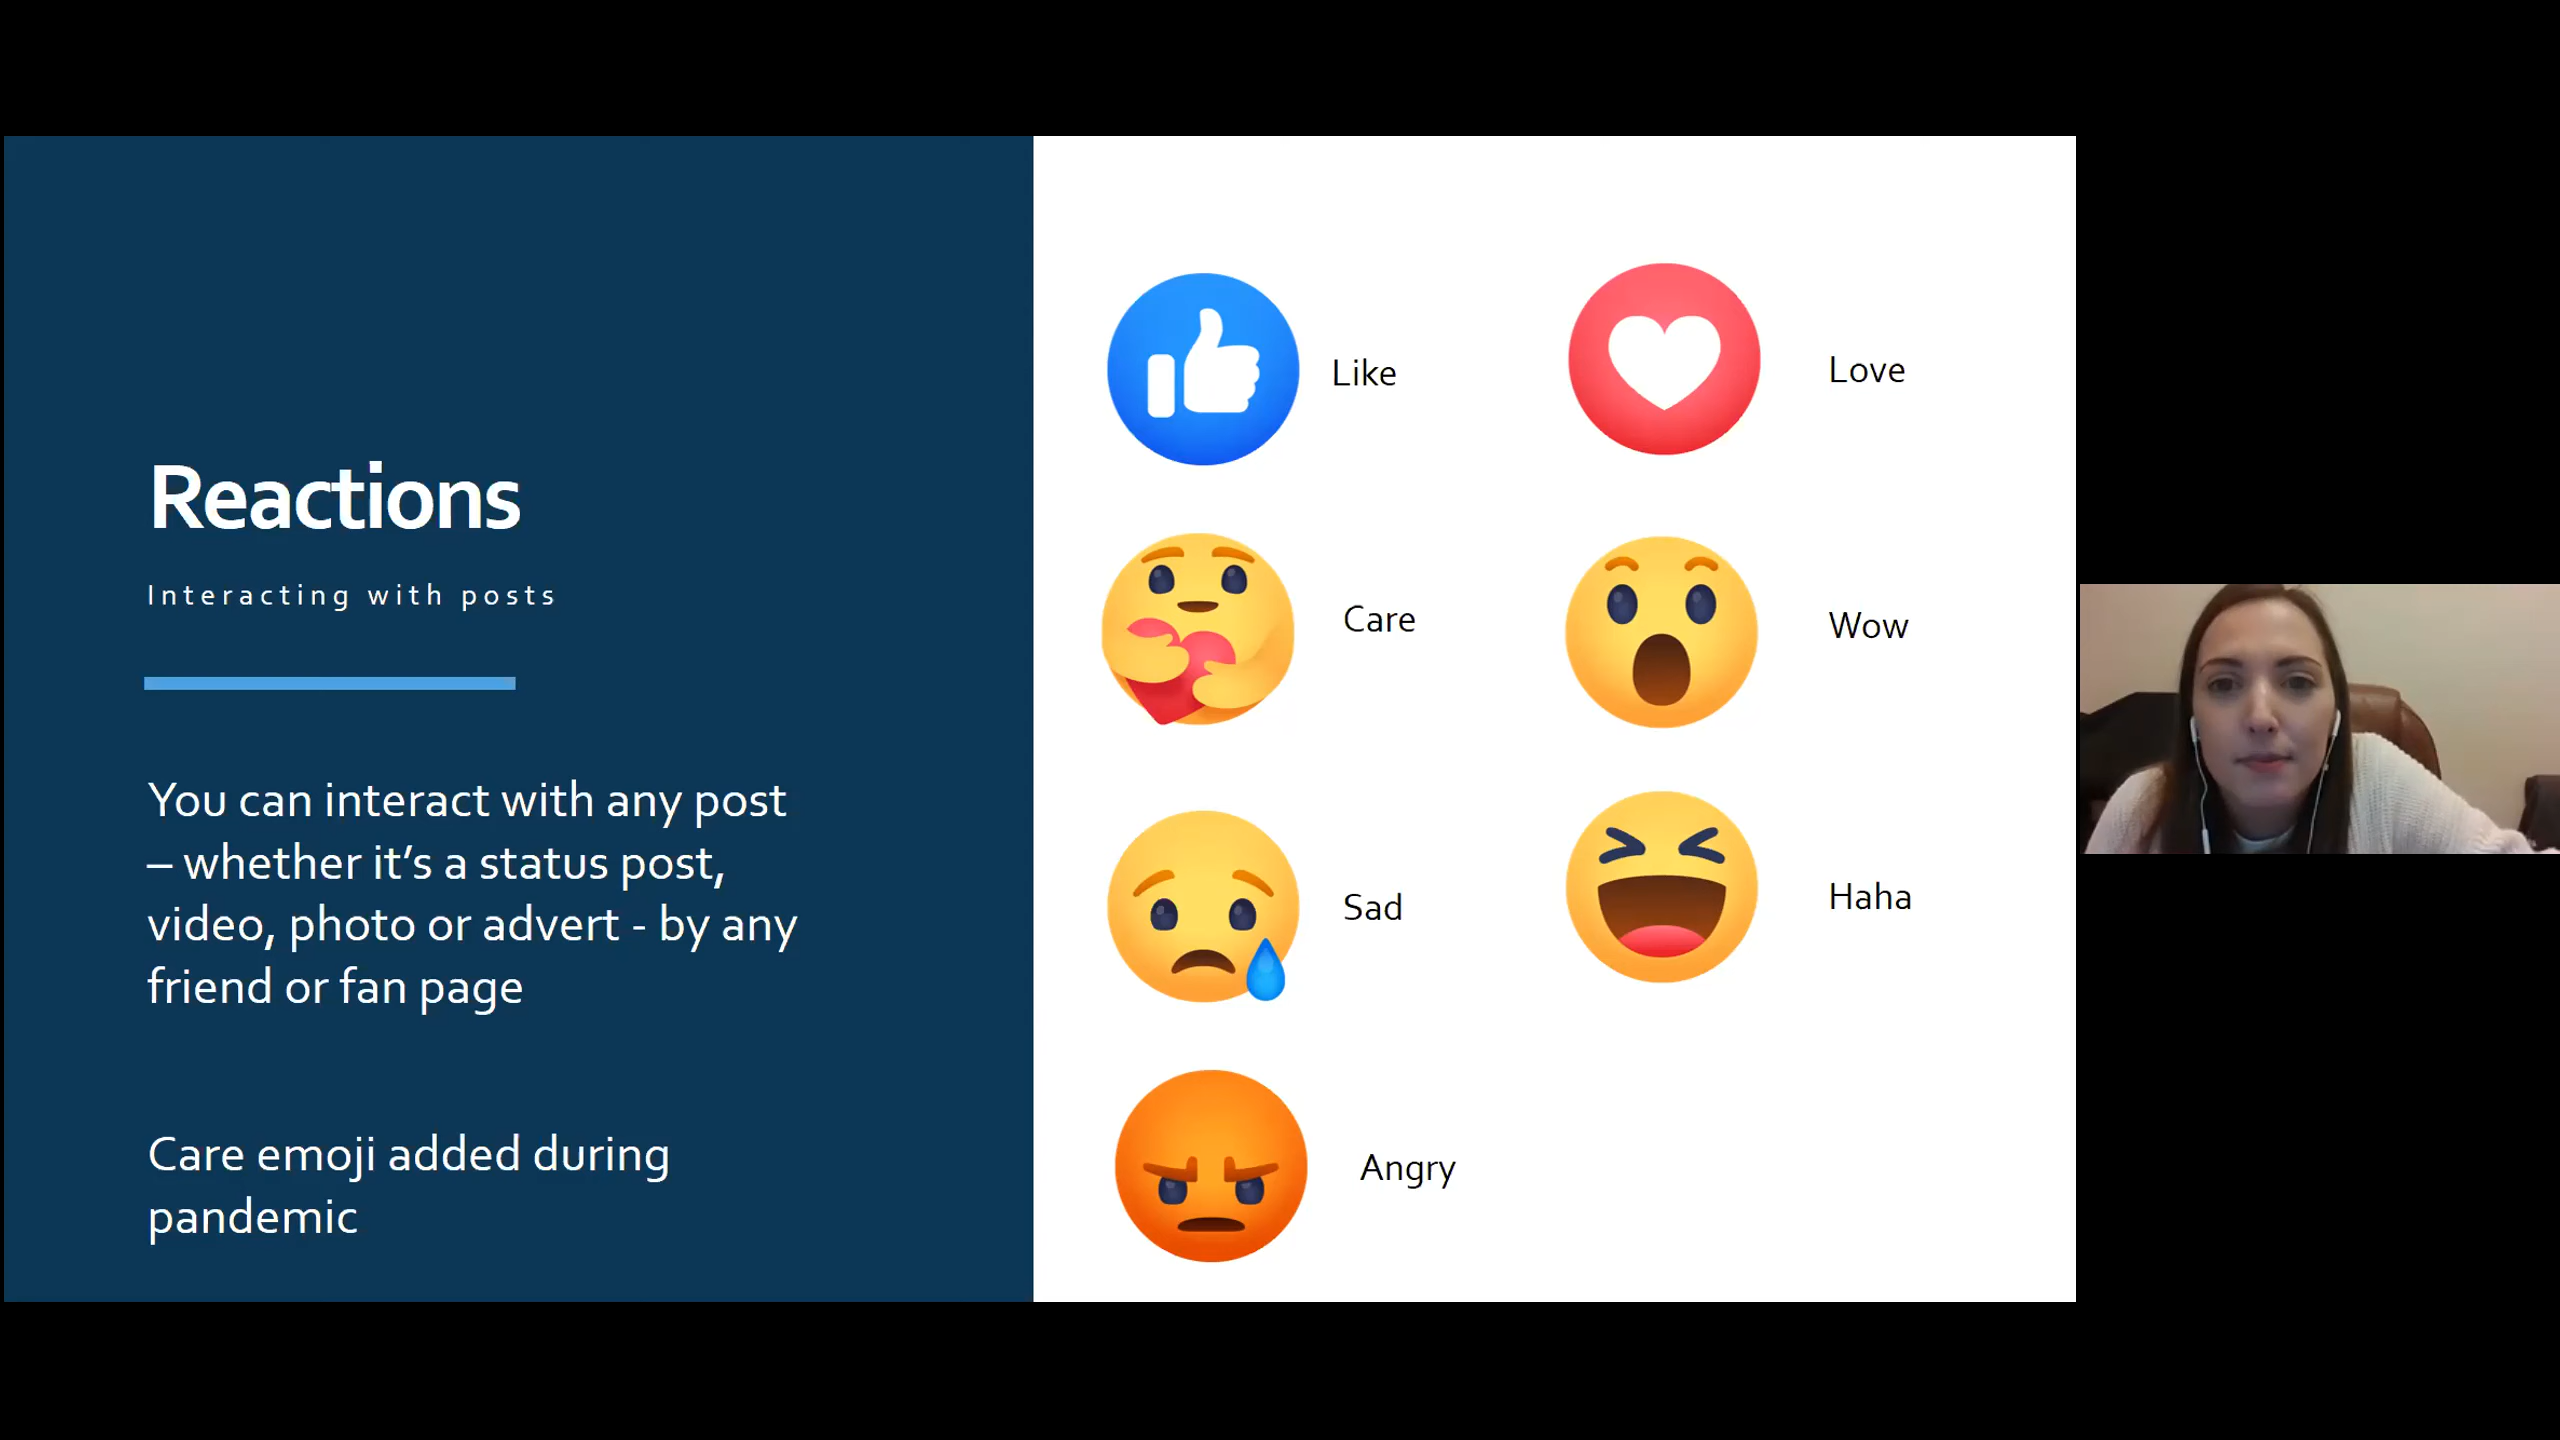 Reactions
Interacting with posts
You can interact with any post
– whether it’s a status post,
video, photo or advert - by any
friend or fan page
Care emoji added during
pandemic
Like
Love
Care
Wow
Sad
Haha
Angry